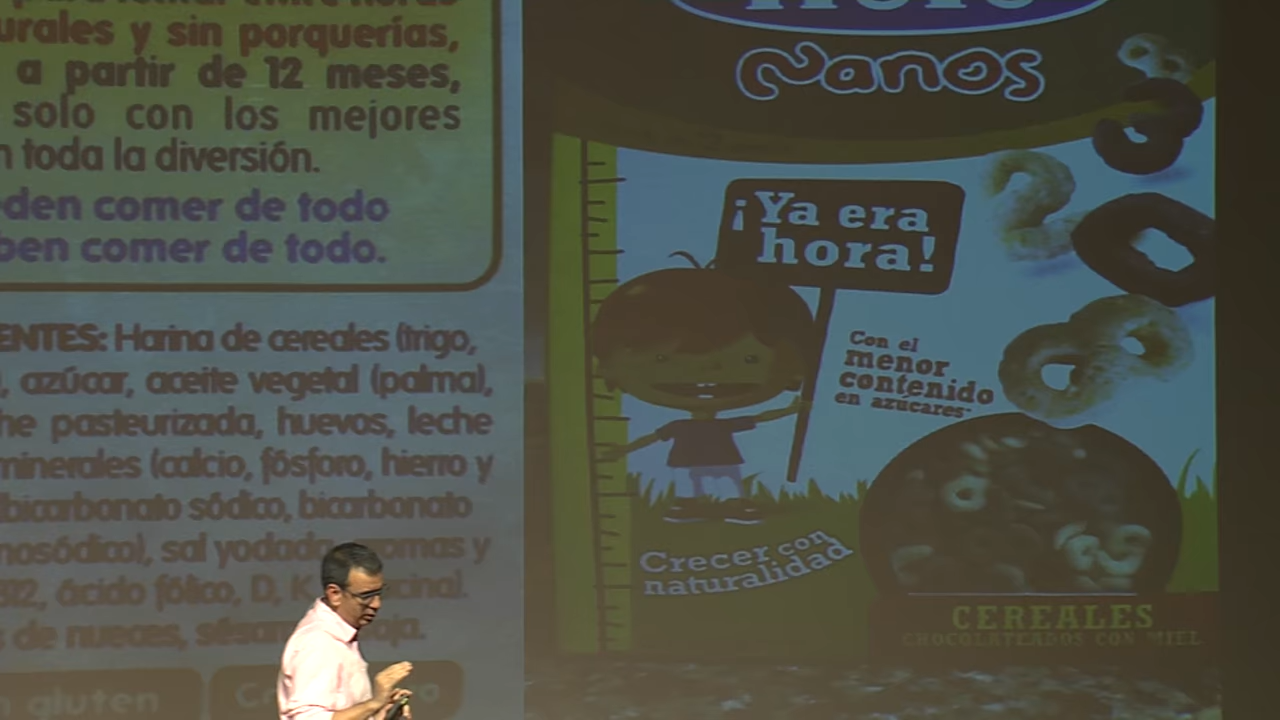 urales y sin porquerías,
a partir de 12 meses,
solo con los mejores
n toda la diversión.
den comer de todo
ben comer de todo.
ENTES: Harina de cereales (trigo,
azúcar, aceite vegetal (palma),
he pasteurizada, huevos, leche
minerales (calcio, fósforo, hierro y
bicarbonato sódico, bicarbonato
nosódico), sal yodada, aromas y
ácido fólico, D, K
s de nueces,
gluten
Nanos
¡Ya era
hora!
Con el
menor
contenido
en azúcares*
Crecer con
naturalidad
CEREALES
CHOCOLATEADOS CON MIEL